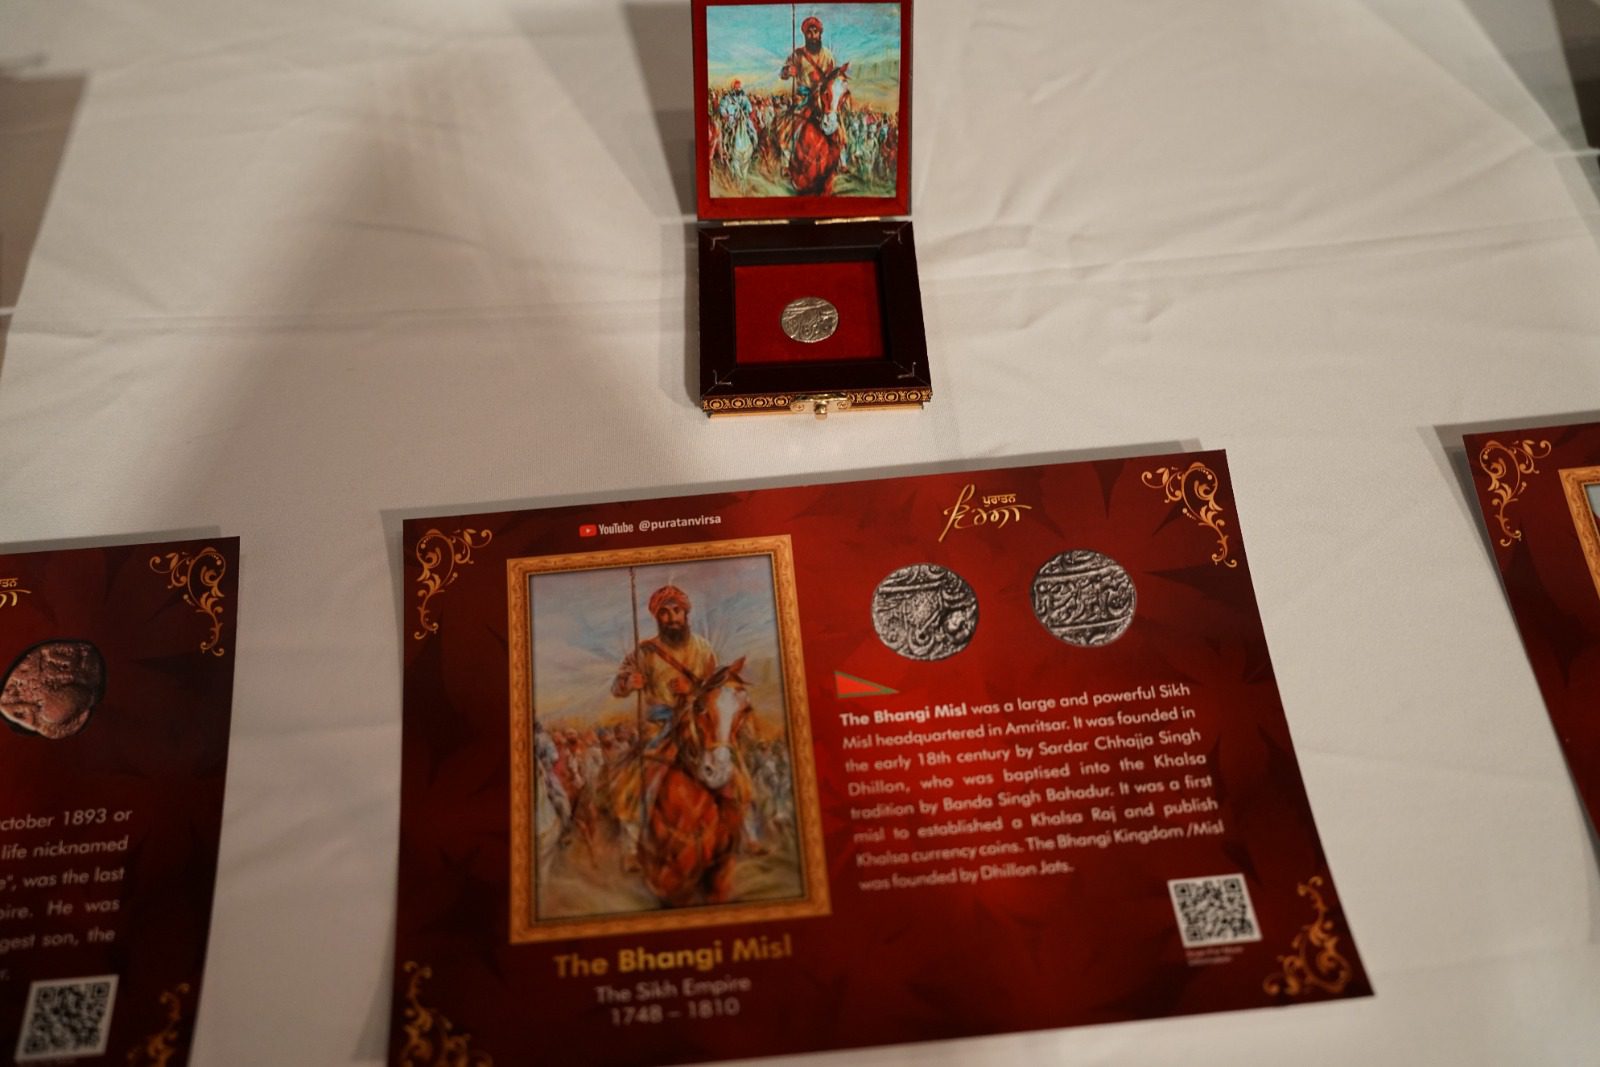 YouTube @puratanvirsa
ਪੁਰਾਤਨ
ਵਿਰਸਾ
The Bhangi Misl was a large and powerful Sikh
Misl headquartered in Amritsar. It was founded in
the early 18th century by Sardar Chhajja Singh
Dhillon, who was baptised into the Khalsa
tradition by Banda Singh Bahadur. It was a first
misl to established a Khalsa Raj and publish
Khalsa currency coins. The Bhangi Kingdom /Misl
was founded by Dhillon Jats.
The Bhangi Misl
The Sikh Empire
1748 – 1810
ctober 1893 or
life nicknamed
e", was the last
pire. He was
gest son, the
r.